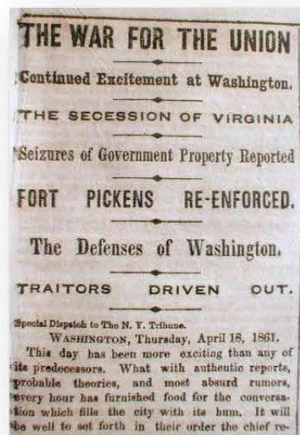 THE WAR FOR THE UNION
Continued Excitement at Washington.
THE SECESSION OF VIRGINIA
Seizures of Government Property Reported
FORT PICKENS RE-ENFORCED.
The Defenses of Washington.
TRAITORS DRIVEN OUT.
Special Dispatch to The N. Y. Tribune.
WASHINGTON, Thursday, April 18, 1861.
This day has been more exciting than any of
its predecessors. What with authentic reports,
probable theories, and most absurd rumors,
every hour has furnished food for the conversa-
tion which fills the city with its hum. It will
be well to set forth in their order the chief re-